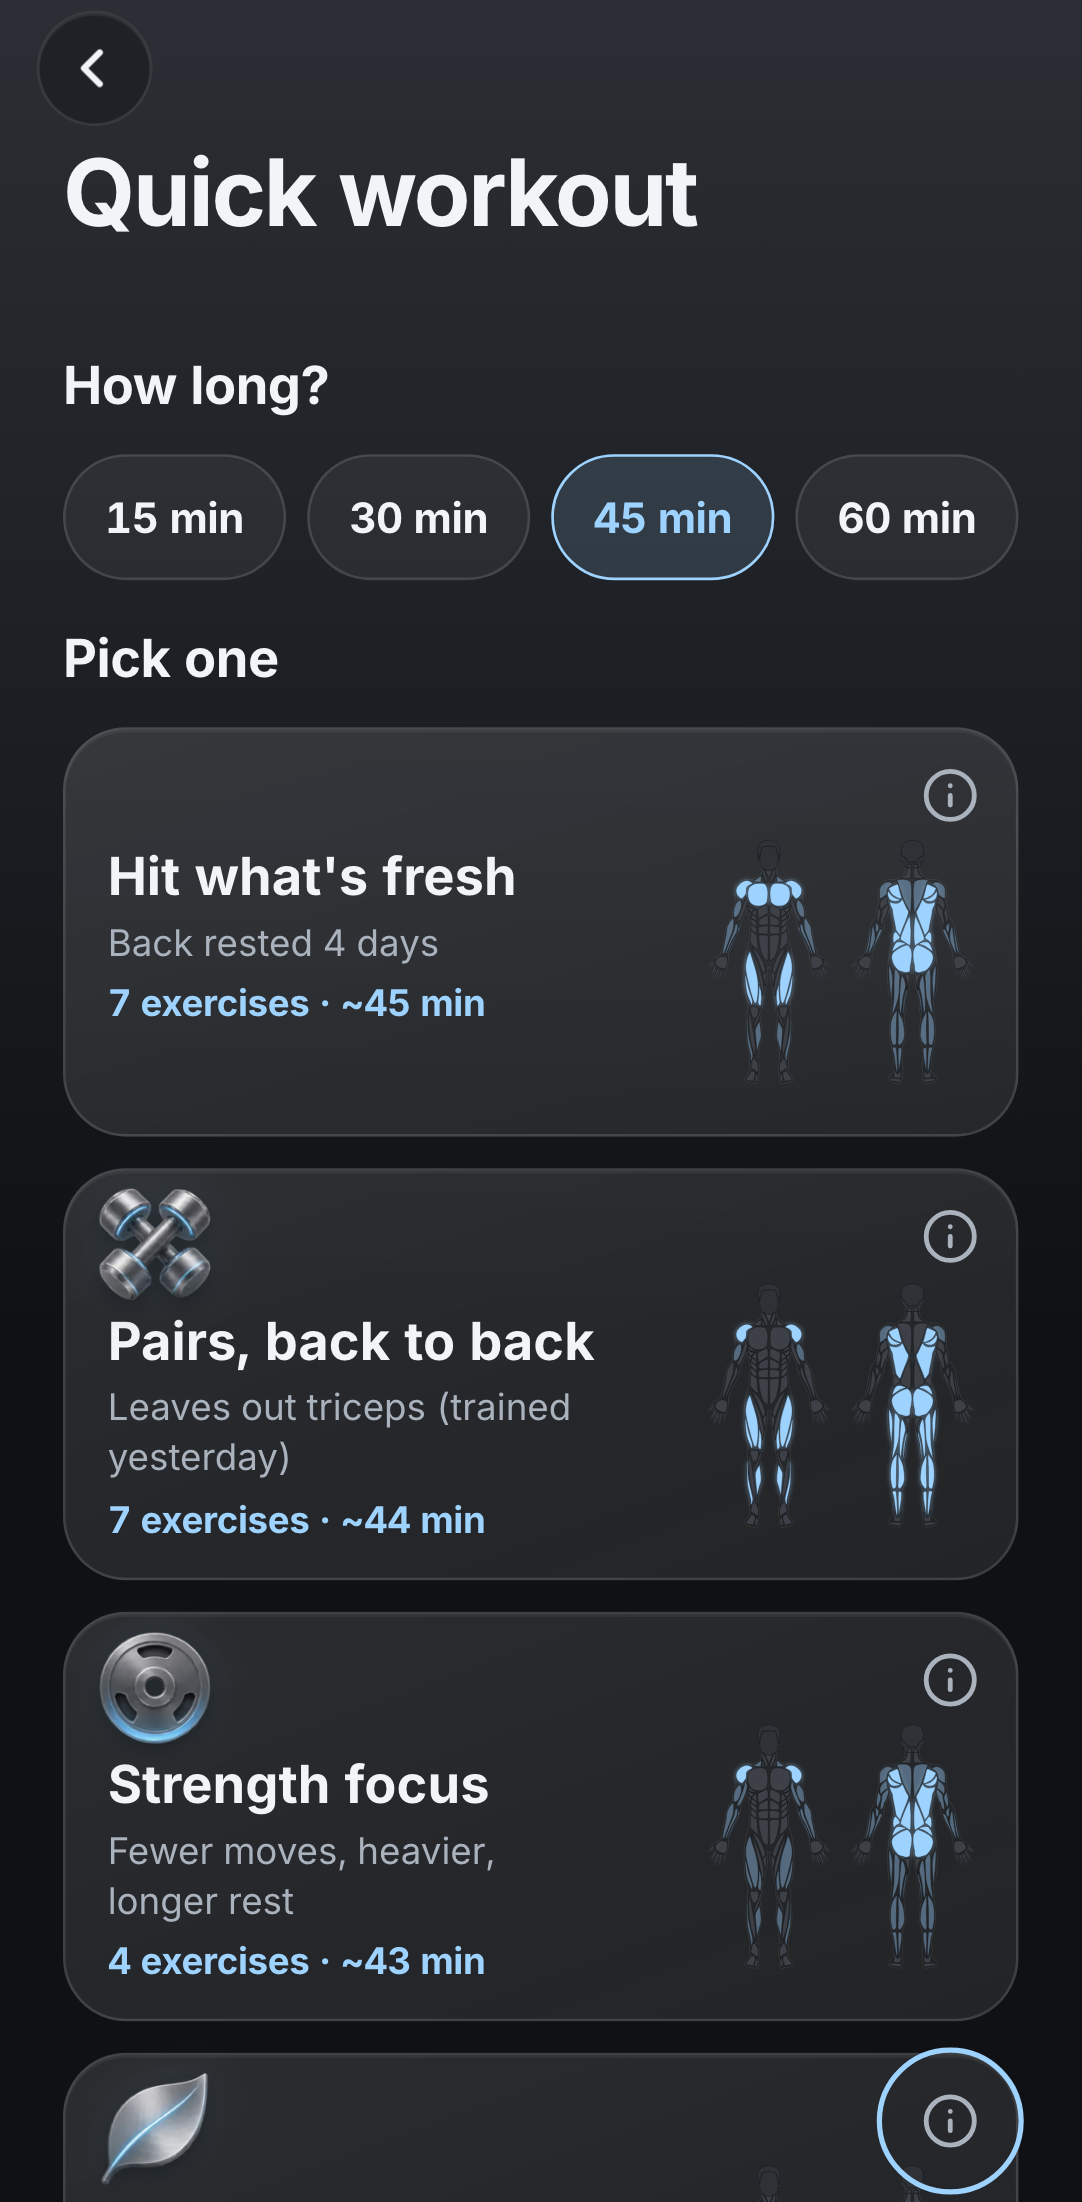 Quick workout
How long?
15 min
30 min
45 min
60 min
Pick one
Hit what's fresh
Back rested 4 days
7 exercises · ~45 min
Pairs, back to back
Leaves out triceps (trained
yesterday)
7 exercises · ~44 min
Strength focus
Fewer moves, heavier,
longer rest
4 exercises · ~43 min